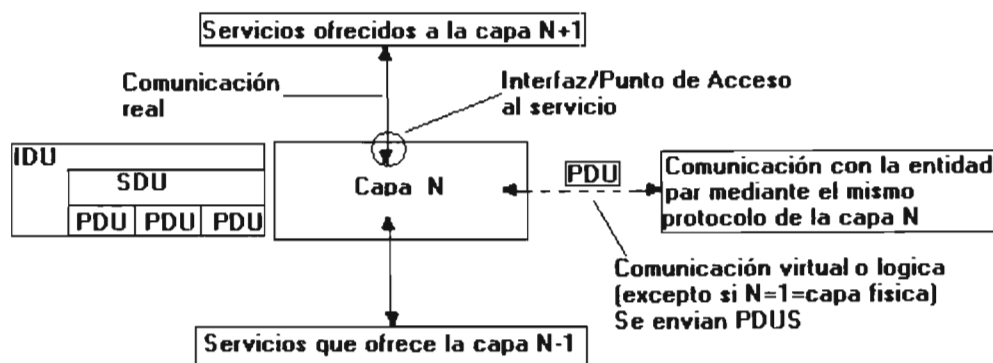 Servicios ofrecidos a la capa N+1
Comunicación
real
Interfaz/Punto de Acceso
al servicio
IDU
SDU
PDU PDU PDU
Capa N
PDU
Comunicación con la entidad
par mediante el mismo
protocolo de la capa N
Comunicación virtual o logica
(excepto si N=1=capa fisica)
Se envian PDUS
Servicios que ofrece la capa N-1